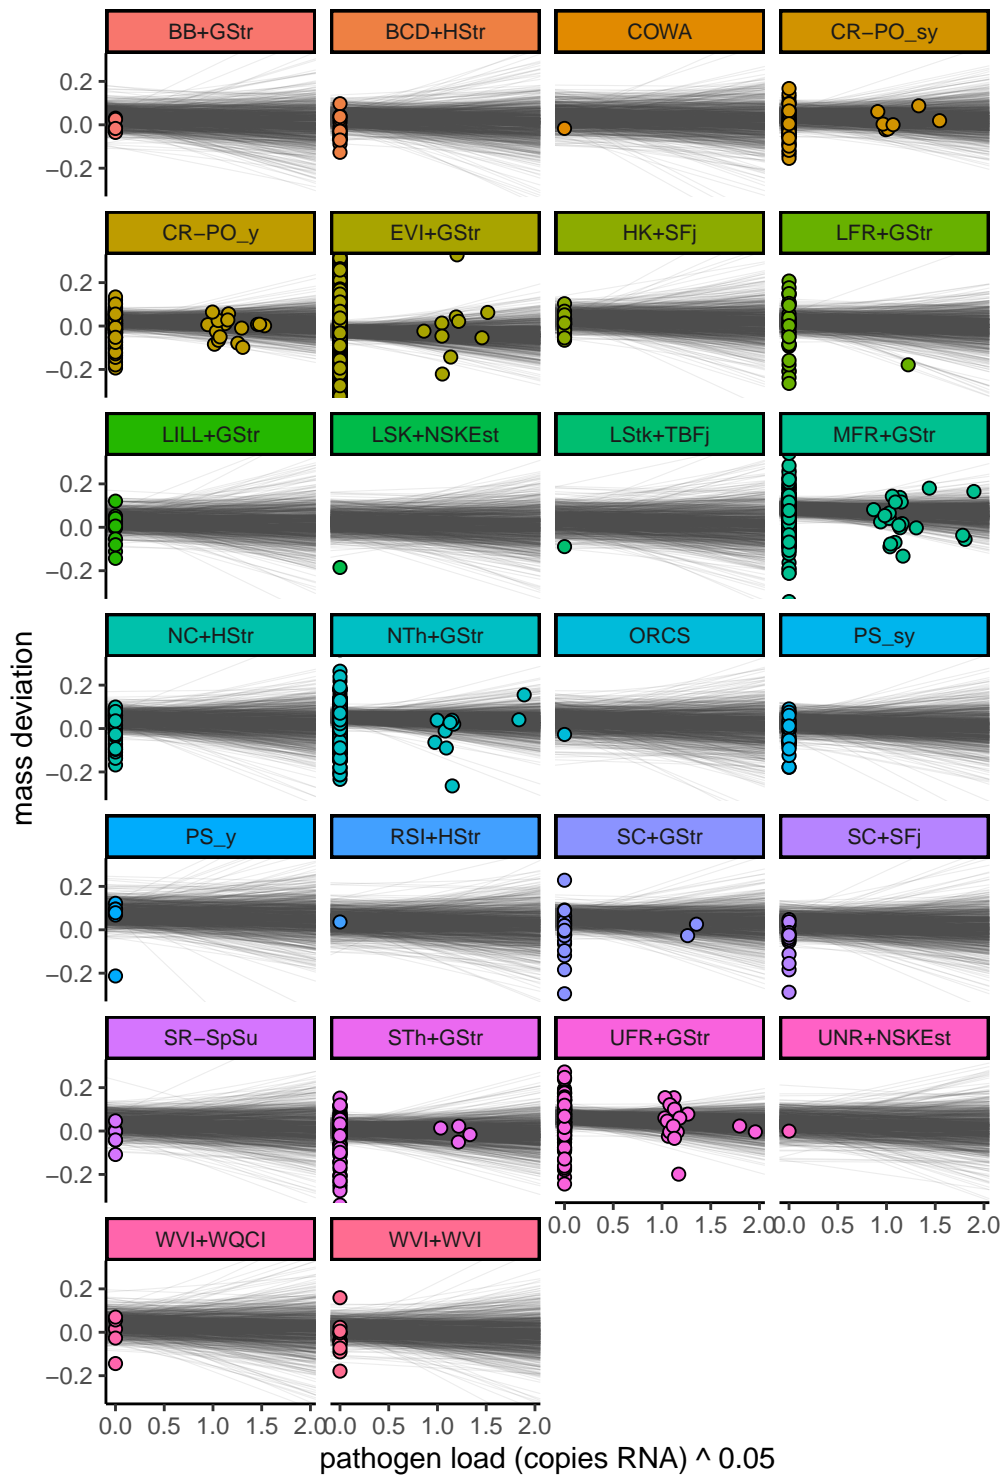 BB+GStr BCD+HStr COWA CR−PO_sy
0.2
0.0
−0.2
CR−PO_y EVI+GStr HK+SFj LFR+GStr
0.2
0.0
−0.2
LILL+GStr LSK+NSKEst LStk+TBFj MFR+GStr
0.2
0.0
−0.2
NC+HStr NTh+GStr ORCS PS_sy
0.2
0.0
−0.2
mass deviation
PS_y RSI+HStr SC+GStr SC+SFj
0.2
0.0
−0.2
SR−SpSu STh+GStr UFR+GStr UNR+NSKEst
0.2
0.0
−0.2
0.0 0.5 1.0 1.5 2.0 0.0 0.5 1.0 1.5 2.0
WVI+WQCI WVI+WVI
0.2
0.0
−0.2
0.0 0.5 1.0 1.5 2.0 0.0 0.5 1.0 1.5 2.0
pathogen load (copies RNA) ^ 0.05